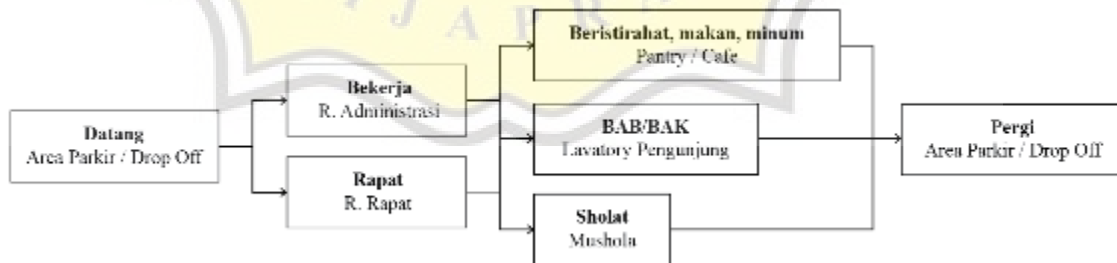 Beristirahat, makan, minum
Pantry / Cafe
Bekerja
R. Administrasi
Datang
Area Parkir / Drop Off
BAB/BAK
Lavatory Pengunjung
Pergi
Area Parkir / Drop Off
Rapat
R. Rapat
Sholat
Mushola